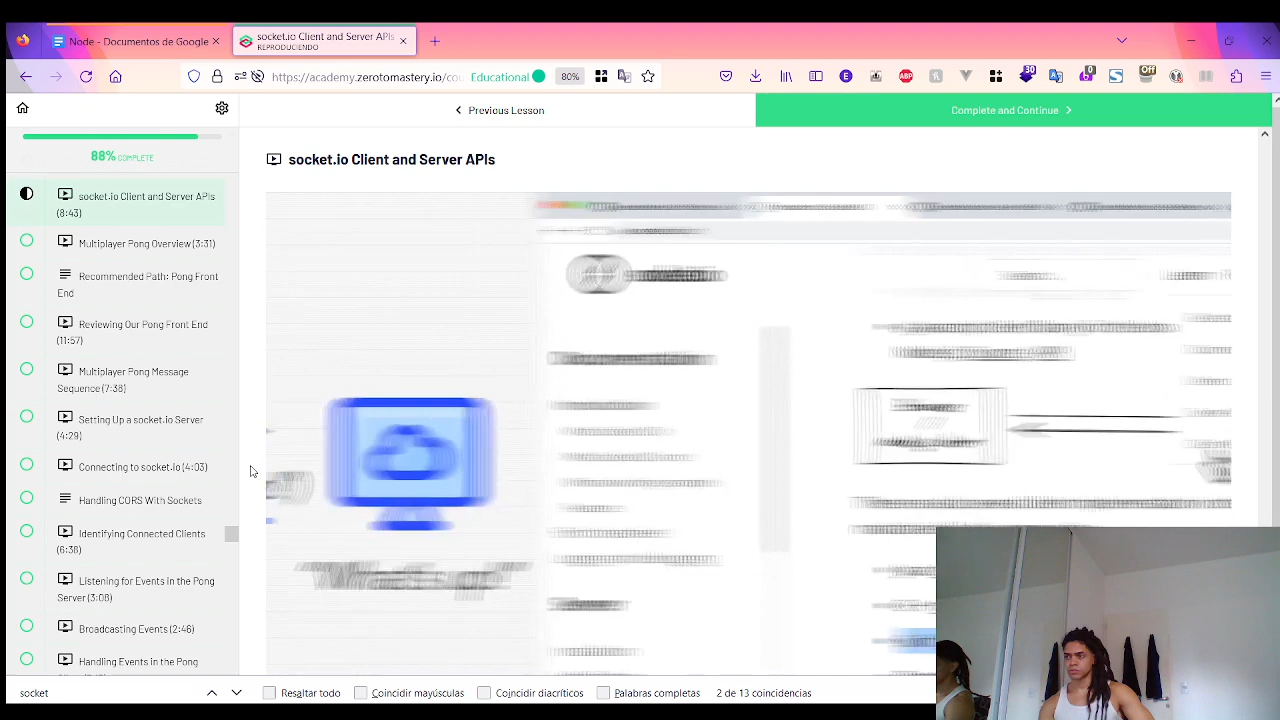 Node - Documentos de Google
socket.io Client and Server APIs
REPRODUCIENDO
https://academy.zerotomastery.io/cou
Educational
80%
30
0
Off
Previous Lesson
Complete and Continue
88% COMPLETE
socket.io Client and Server APIs
socket.io Client and Server APIs
(8:43)
Multiplayer Pong Overview
Recommended Path: Pong Front
End
Reviewing Our Pong Front End
(11:57)
Multiplayer Pong Message
Sequence (7:38)
Setting Up a socket.io Server
(4:29)
Connecting to socket.io (4:03)
Handling CORS With Sockets
Identifying Connected Clients
(6:38)
Listening for Events in the Pong
Server (3:08)
Broadcasting Events (2:46)
Handling Events in the Pong
socket
Resaltar todo
Coincidir mayúsculas
Coincidir diacríticos
Palabras completas
2 de 13 coincidencias